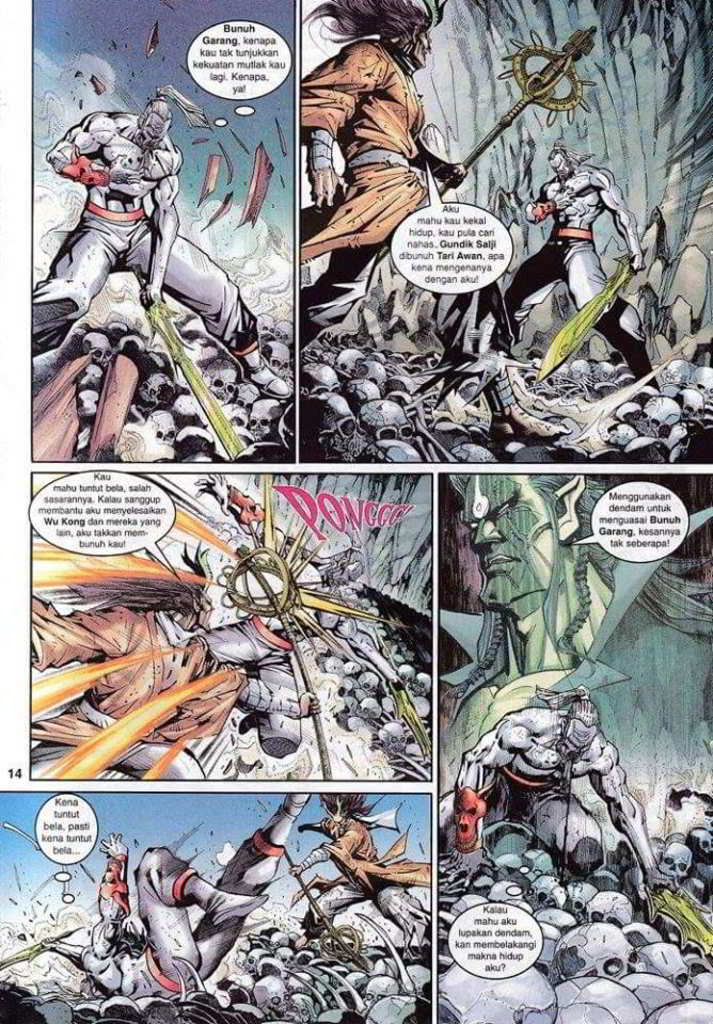 Bunuh
Garang, kenapa
kau tak tunjukkan
kekuatan mutlak kau
lagi. Kenapa,
ya!
Aku
mahu kau kekal
hidup, kau pula cari
nahas. Gundik Salji
dibunuh Tari Awan, apa
kena mengenanya
dengan aku!
Kau
mahu tuntut bela, salah
sasarannya. Kalau sanggup
membantu aku menyelesaikan
Wu Kong dan mereka yang
lain, aku takkan mem-
bunuh kau!
PONGGG
Menggunakan
dendam untuk
menguasai Bunuh
Garang, kesannya
tak seberapa!
Kena
tuntut
bela, pasti
kena tuntut
bela...
Kalau
mahu aku
lupakan dendam,
kan membelakangi
makna hidup
aku?
14